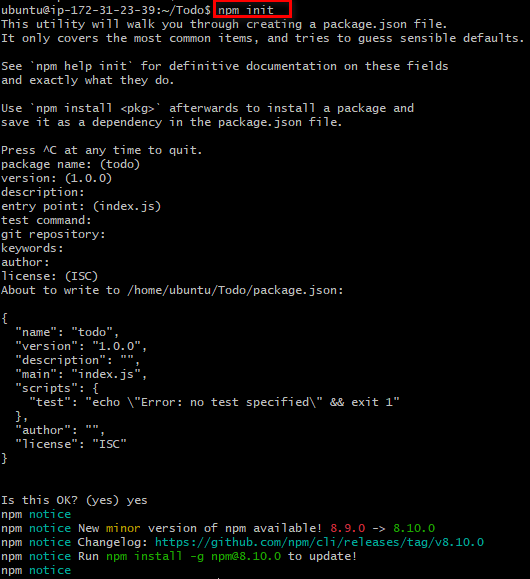 ubuntu@ip-172-31-23-39:~/Todo$ npm init
This utility will walk you through creating a package.json file.
It only covers the most common items, and tries to guess sensible defaults.

See `npm help init` for definitive documentation on these fields
and exactly what they do.

Use `npm install <pkg>` afterwards to install a package and
save it as a dependency in the package.json file.

Press ^C at any time to quit.
package name: (todo)
version: (1.0.0)
description:
entry point: (index.js)
test command:
git repository:
keywords:
author:
license: (ISC)
About to write to /home/ubuntu/Todo/package.json:

{
  "name": "todo",
  "version": "1.0.0",
  "description": "",
  "main": "index.js",
  "scripts": {
    "test": "echo \"Error: no test specified\" && exit 1"
  },
  "author": "",
  "license": "ISC"
}


Is this OK? (yes) yes
npm notice
npm notice New minor version of npm available! 8.9.0 -> 8.10.0
npm notice Changelog: https://github.com/npm/cli/releases/tag/v8.10.0
npm notice Run npm install -g npm@8.10.0 to update!
npm notice